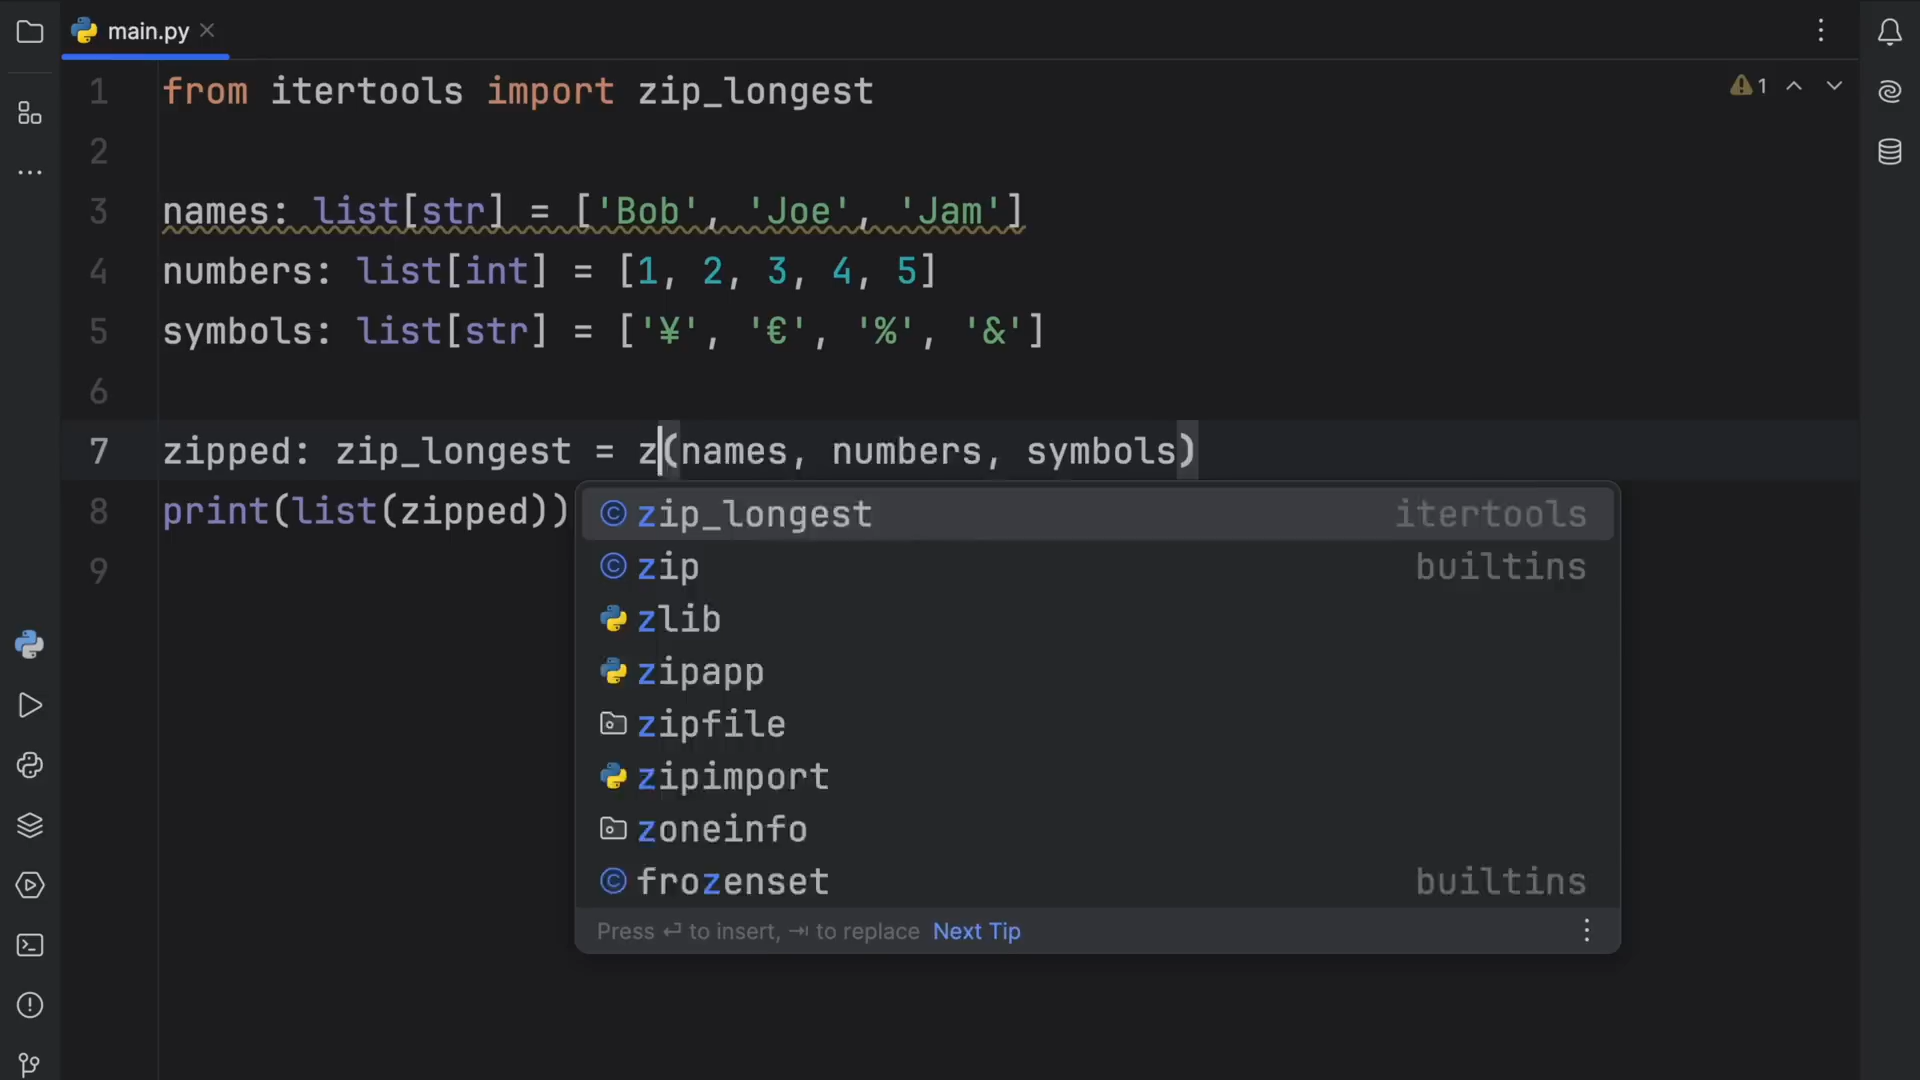 main.py
1 from itertools import zip_longest
1
2
3 names: list[str] = ['Bob', 'Joe', 'Jam']
4 numbers: list[int] = [1, 2, 3, 4, 5]
5 symbols: list[str] = ['¥', '€', '%', '&']
6
7 zipped: zip_longest = z(names, numbers, symbols)
8 print(list(zipped))
9
zip_longest itertools
zip builtins
zlib
zipapp
zipfile
zipimport
zoneinfo
frozenset builtins
Press ⏎ to insert, ⇥ to replace Next Tip